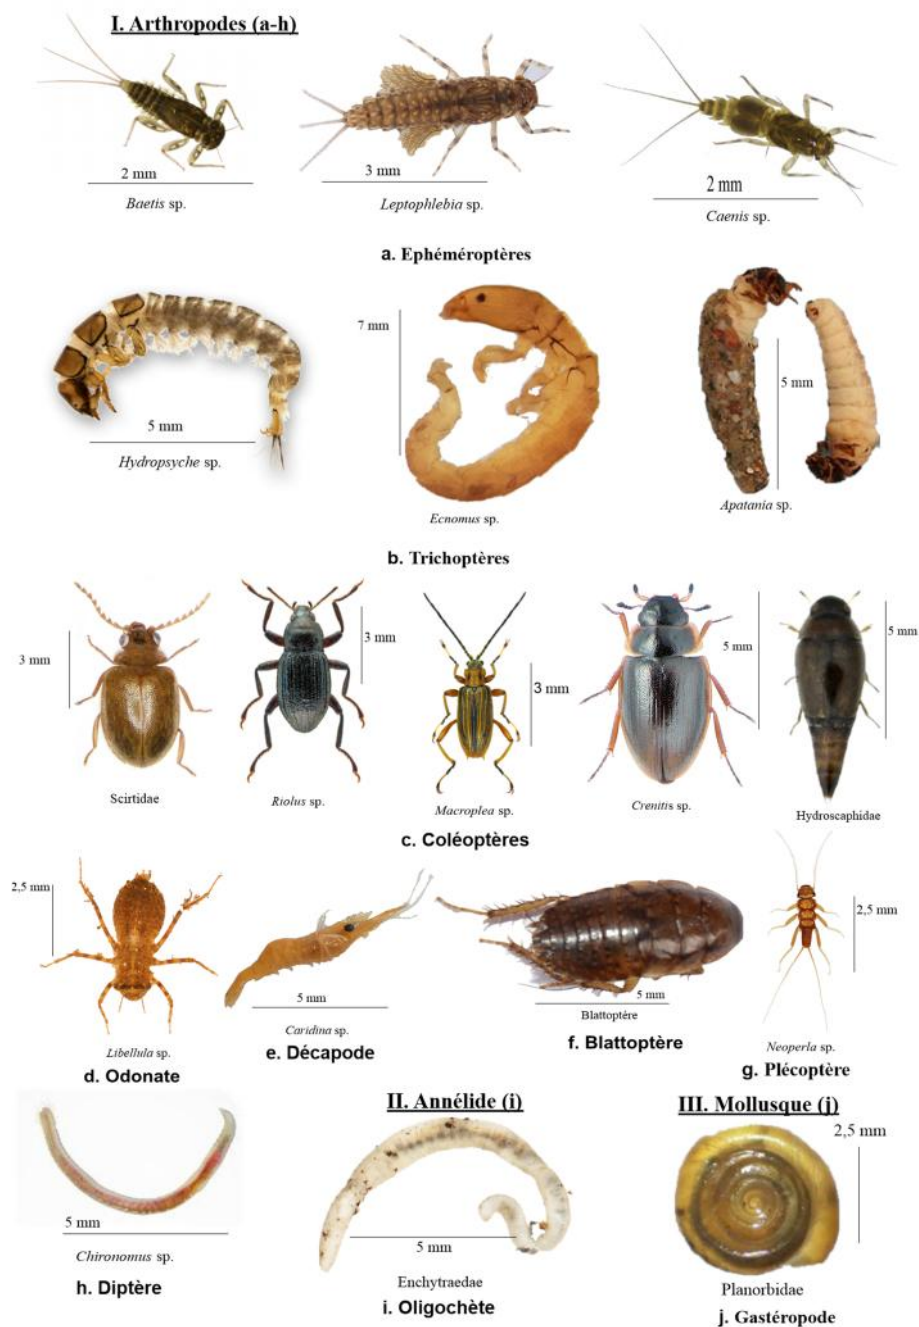 I. Arthropodes (a-h)
2 mm
Baetis sp.
3 mm
Leptophlebia sp.
2 mm
Caenis sp.
a. Ephéméroptères
5 mm
Hydropsyche sp.
7 mm
Ecnomus sp.
5 mm
Apatania sp.
b. Trichoptères
3 mm
Scirtidae
3 mm
Riolus sp.
3 mm
Macroplea sp.
5 mm
Crenitis sp.
5 mm
Hydroscaphidae
c. Coléoptères
2,5 mm
Libellula sp.
d. Odonate
5 mm
Caridina sp.
e. Décapode
5 mm
Blattoptére
f. Blattoptère
2,5 mm
Neoperla sp.
g. Plécoptère
5 mm
Chironomus sp.
h. Diptère
II. Annélide (i)
5 mm
Enchytraedae
i. Oligochète
III. Mollusque (j)
2,5 mm
Planorbidae
j. Gastéropode